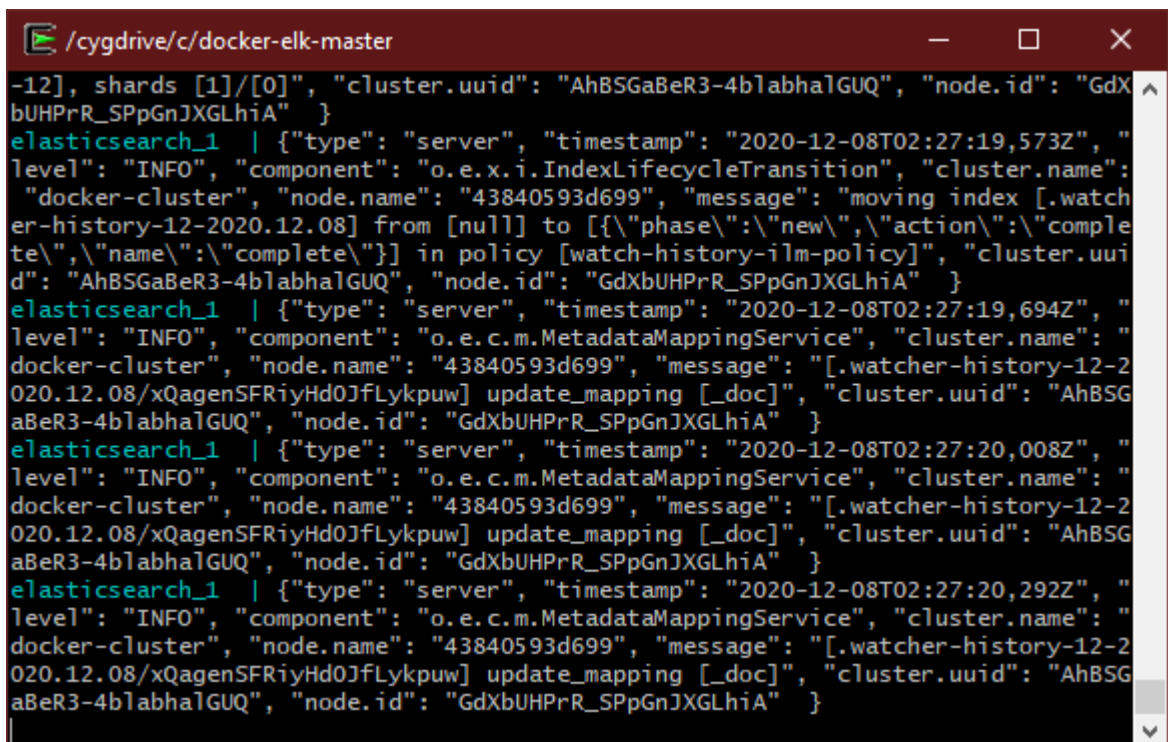 /cygdrive/c/docker-elk-master
-12], shards [1]/[0]", "cluster.uuid": "AhBSGaBeR3-4blabhalGUQ", "node.id": "GdX
bUHPrR_SPpGnJXGLhiA"  }
elasticsearch_1  | {"type": "server", "timestamp": "2020-12-08T02:27:19,573Z", "
level": "INFO", "component": "o.e.x.i.IndexLifecycleTransition", "cluster.name":
 "docker-cluster", "node.name": "43840593d699", "message": "moving index [.watch
er-history-12-2020.12.08] from [null] to [{\"phase\":\"new\",\"action\":\"comple
te\",\"name\":\"complete\"}] in policy [watch-history-ilm-policy]", "cluster.uui
d": "AhBSGaBeR3-4blabhalGUQ", "node.id": "GdXbUHPrR_SPpGnJXGLhiA"  }
elasticsearch_1  | {"type": "server", "timestamp": "2020-12-08T02:27:19,694Z", "
level": "INFO", "component": "o.e.c.m.MetadataMappingService", "cluster.name": "
docker-cluster", "node.name": "43840593d699", "message": "[.watcher-history-12-2
020.12.08/xQagenSFRiyHdOJfLykpuw] update_mapping [_doc]", "cluster.uuid": "AhBSG
aBeR3-4blabhalGUQ", "node.id": "GdXbUHPrR_SPpGnJXGLhiA"  }
elasticsearch_1  | {"type": "server", "timestamp": "2020-12-08T02:27:20,008Z", "
level": "INFO", "component": "o.e.c.m.MetadataMappingService", "cluster.name": "
docker-cluster", "node.name": "43840593d699", "message": "[.watcher-history-12-2
020.12.08/xQagenSFRiyHdOJfLykpuw] update_mapping [_doc]", "cluster.uuid": "AhBSG
aBeR3-4blabhalGUQ", "node.id": "GdXbUHPrR_SPpGnJXGLhiA"  }
elasticsearch_1  | {"type": "server", "timestamp": "2020-12-08T02:27:20,292Z", "
level": "INFO", "component": "o.e.c.m.MetadataMappingService", "cluster.name": "
docker-cluster", "node.name": "43840593d699", "message": "[.watcher-history-12-2
020.12.08/xQagenSFRiyHdOJfLykpuw] update_mapping [_doc]", "cluster.uuid": "AhBSG
aBeR3-4blabhalGUQ", "node.id": "GdXbUHPrR_SPpGnJXGLhiA"  }